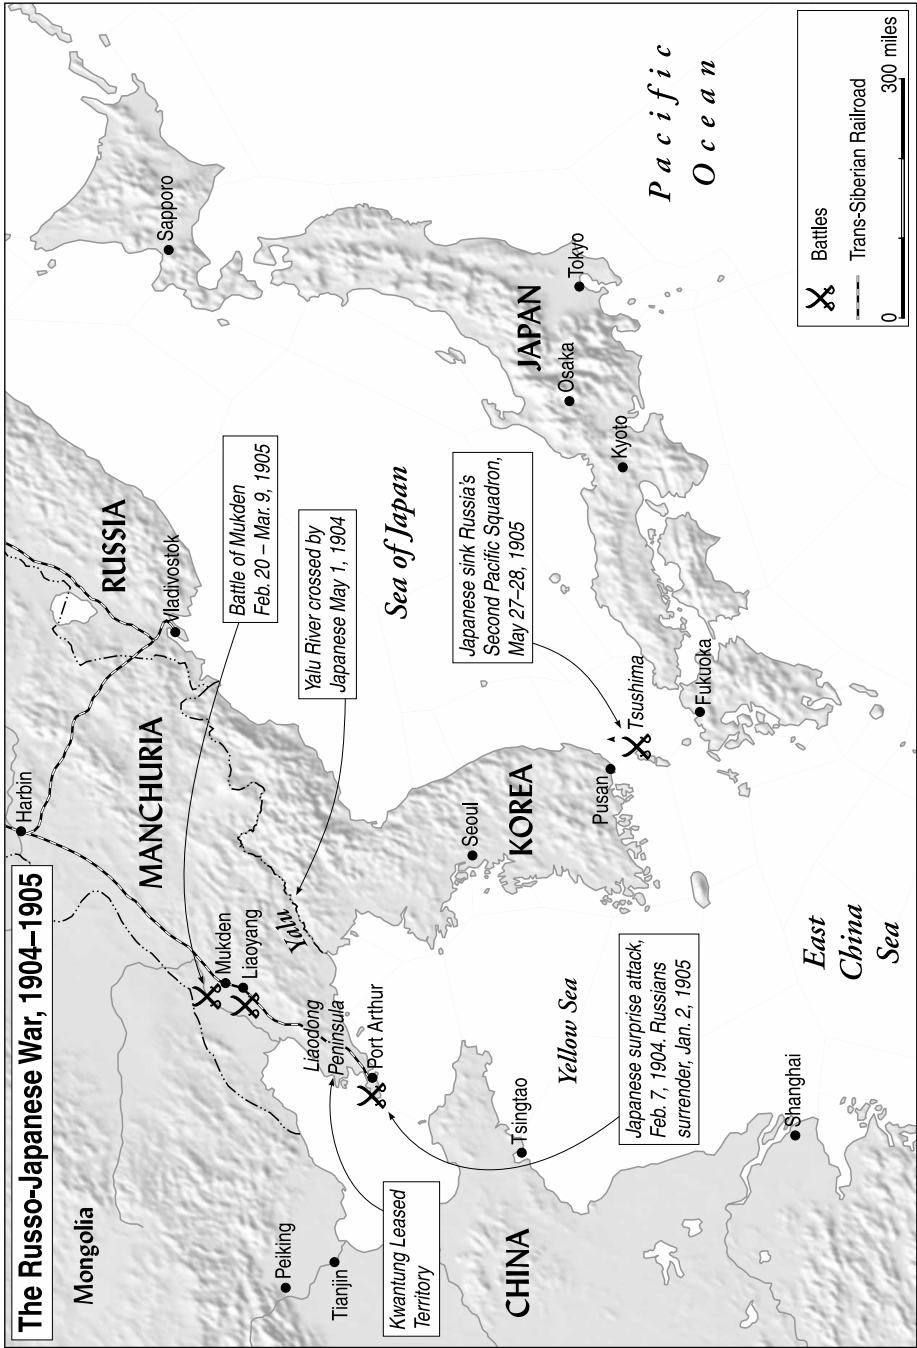 The Russo-Japanese War, 1904–1905
Mongolia
Harbin
MANCHURIA
RUSSIA
Vladivostok
Sapporo
Battle of Mukden
Feb. 20 – Mar. 9, 1905
Yalu River crossed by
Japanese May 1, 1904
Mukden
Liaoyang
Yalu
Liaodong
Peninsula
Port Arthur
Peiking
Tianjin
Kwantung Leased
Territory
Sea of Japan
Seoul
KOREA
Pusan
Japanese sink Russia's
Second Pacific Squadron,
May 27–28, 1905
Tsushima
Fukuoka
JAPAN
Osaka
Kyoto
Tokyo
Pacific
Ocean
CHINA
Tsingtao
Yellow Sea
Japanese surprise attack,
Feb. 7, 1904. Russians
surrender, Jan. 2, 1905
Shanghai
East
China
Sea
Battles
Trans-Siberian Railroad
0
300 miles